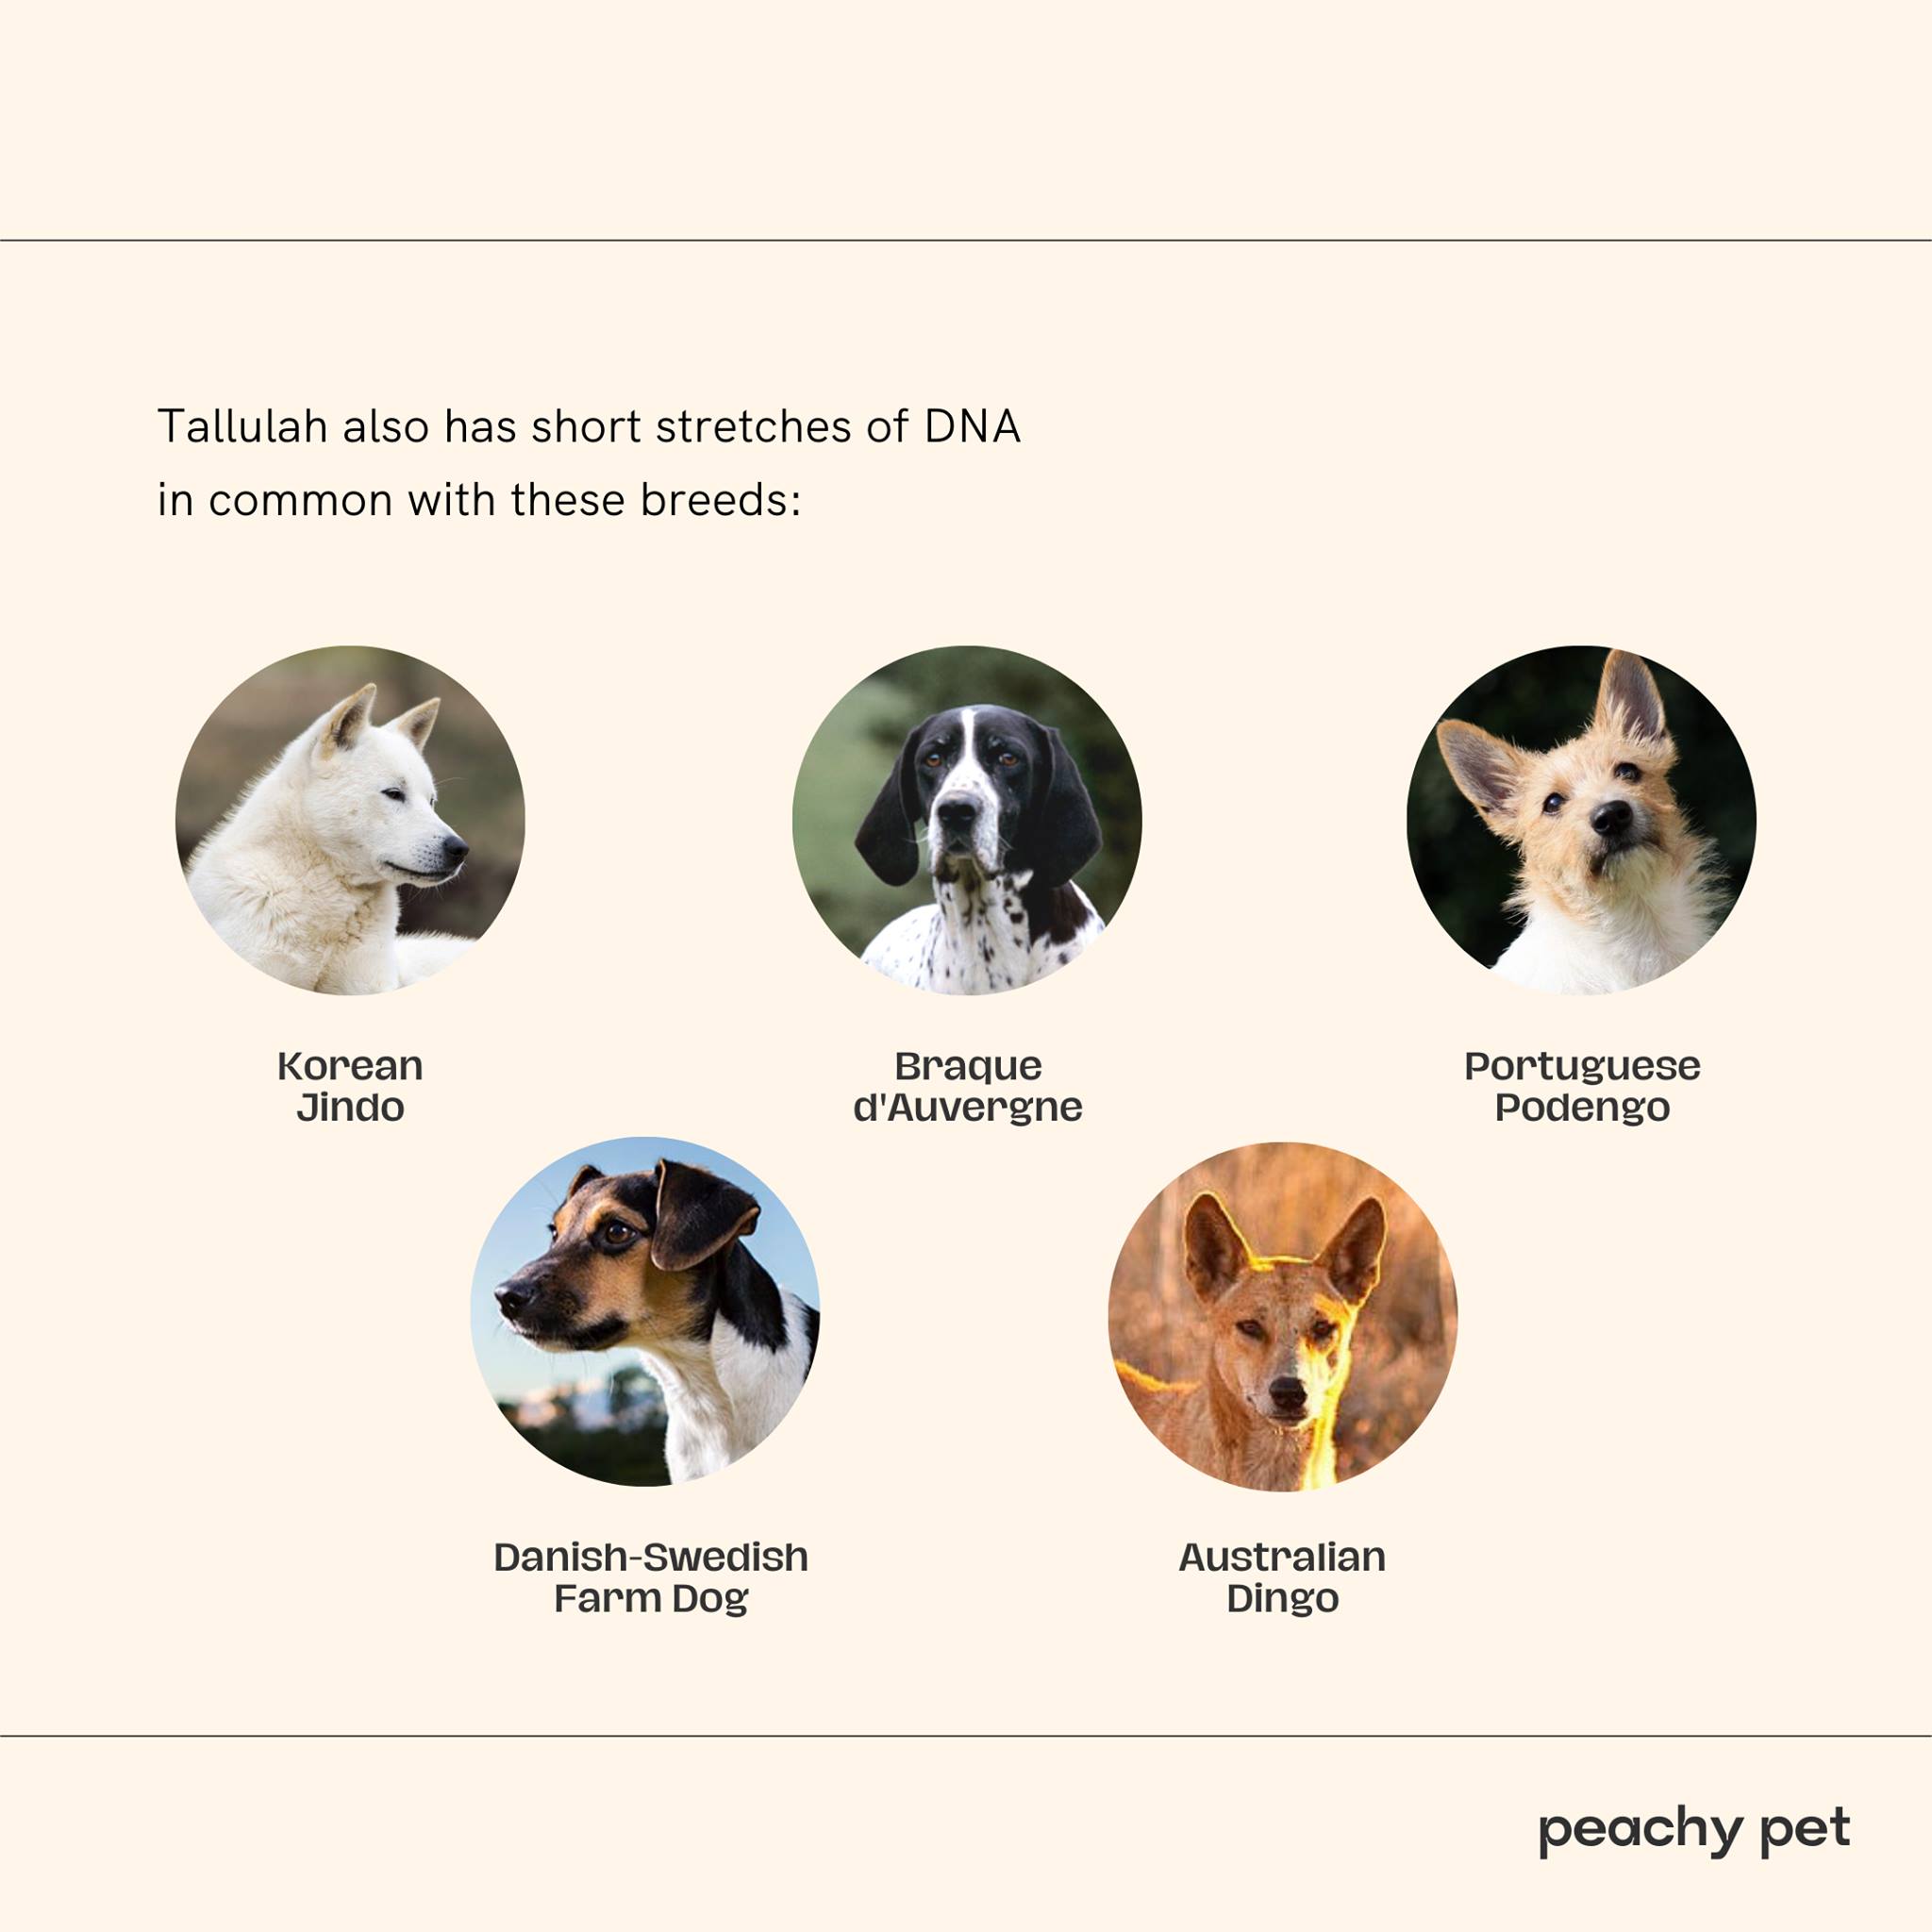 Tallulah also has short stretches of DNA
in common with these breeds:
Korean
Jindo
Braque
d'Auvergne
Portuguese
Podengo
Danish-Swedish
Farm Dog
Australian
Dingo
peachy pet